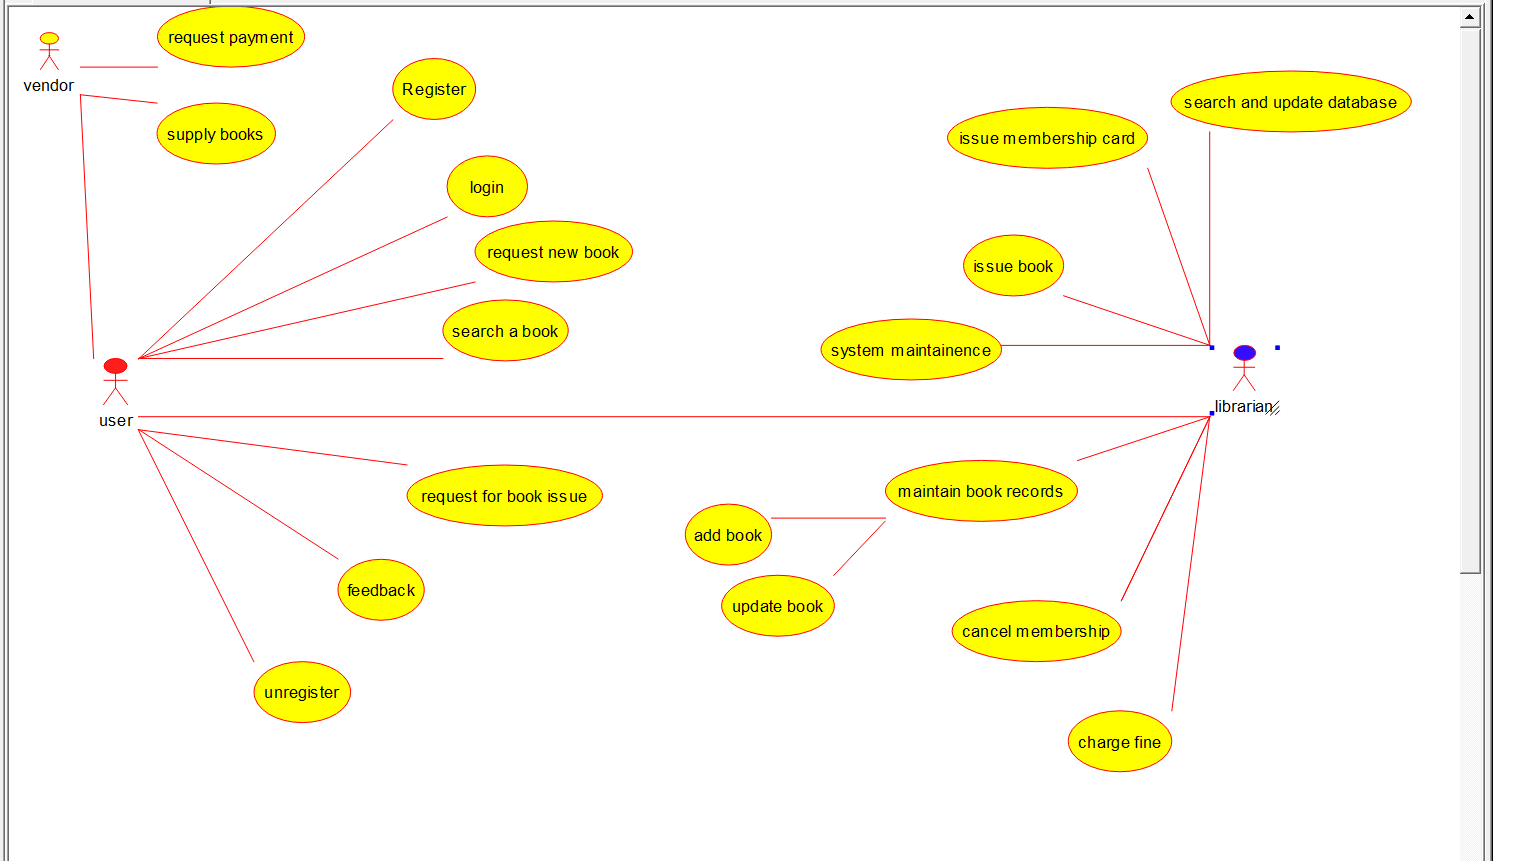 request payment
vendor
Register
search and update database
supply books
issue membership card
login
request new book
issue book
search a book
system maintainence
librarian
user
maintain book records
request for book issue
add book
feedback
update book
cancel membership
unregister
charge fine